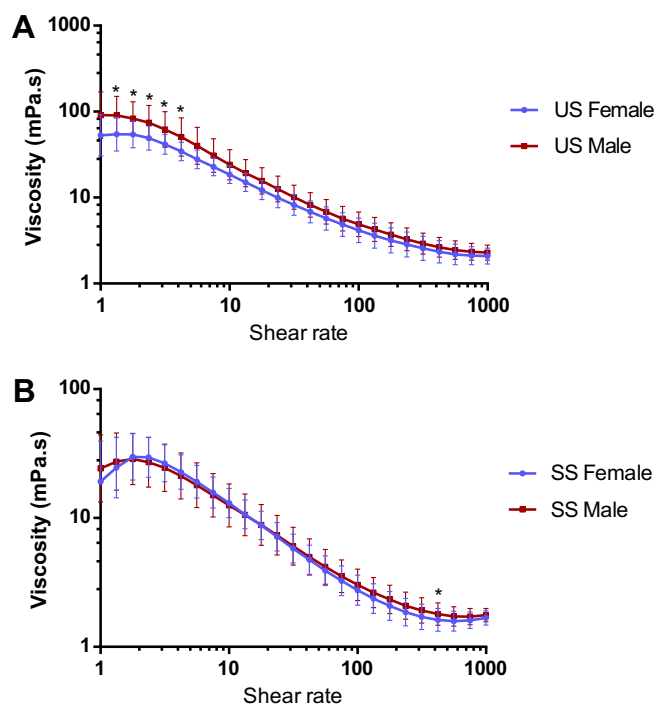 A
Viscosity (mPa.s)
1000
100
10
1
* * * * *
1 10 100 1000
Shear rate
US Female
US Male
B
Viscosity (mPa.s)
100
10
1
*
1 10 100 1000
Shear rate
SS Female
SS Male